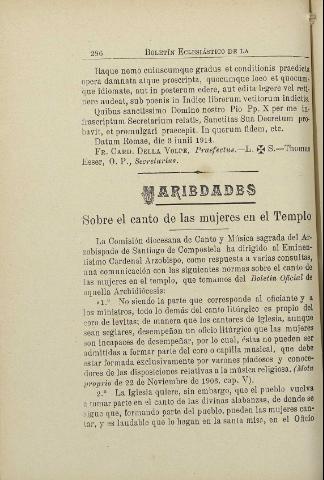 296 BOLETÍN ECLESIÁSTICO DE LA
Itaque nemo cuiuscumque gradus et conditionis praedicta
opera damnata atque proscripta, quocumque loco et quocum-
que idiomate, aut in posterum edere, aut edita legere vel reti-
nere audeat, sub poenis in Indice librorum vetitorum indictis.
Quibus sanctissimo Domino nostro Pio Pp. X per me in-
frascriptum Secretarium relatis, Sanctitas Sua Decretum pro-
bavit, et promulgari praecepit. In quorum fidem, etc.
Datum Romae, die 3 iunii 1914.
FR. CARD. DELLA VOLPE, Praefectus.—L. ✠ S.—Thomas
Esser, O. P., Secretarius.
VARIEDADES
Sobre el canto de las mujeres en el Templo
La Comisión diocesana de Canto y Música sagrada del Ar-
zobispado de Santiago de Compostela ha dirigido al Eminen-
tísimo Cardenal Arzobispo, como respuesta a varias consultas,
una comunicación con las siguientes normas sobre el canto de
las mujeres en el templo, que tomamos del Boletín Oficial de
aquella Archidiócesis:
«1.º No siendo la parte que corresponde al oficiante y a
los ministros, todo lo demás del canto litúrgico es propio del
coro de levitas; de manera que los cantores de Iglesia, aunque
sean seglares, desempeñan un oficio litúrgico que las mujeres
son incapaces de desempeñar, por lo cual, éstas no pueden ser
admitidas a formar parte del coro o capilla musical, que debe
estar formada exclusivamente por varones piadosos y conoce-
dores de las disposiciones relativas a la música religiosa. (Motu
proprio de 22 de Noviembre de 1903, cap. V).
2.º La Iglesia quiere, sin embargo, que el pueblo vuelva
a tomar parte en el canto de las divinas alabanzas, de donde se
sigue que, formando parte del pueblo, pueden las mujeres can-
tar, y es laudable que lo hagan en la santa misa, en el Oficio